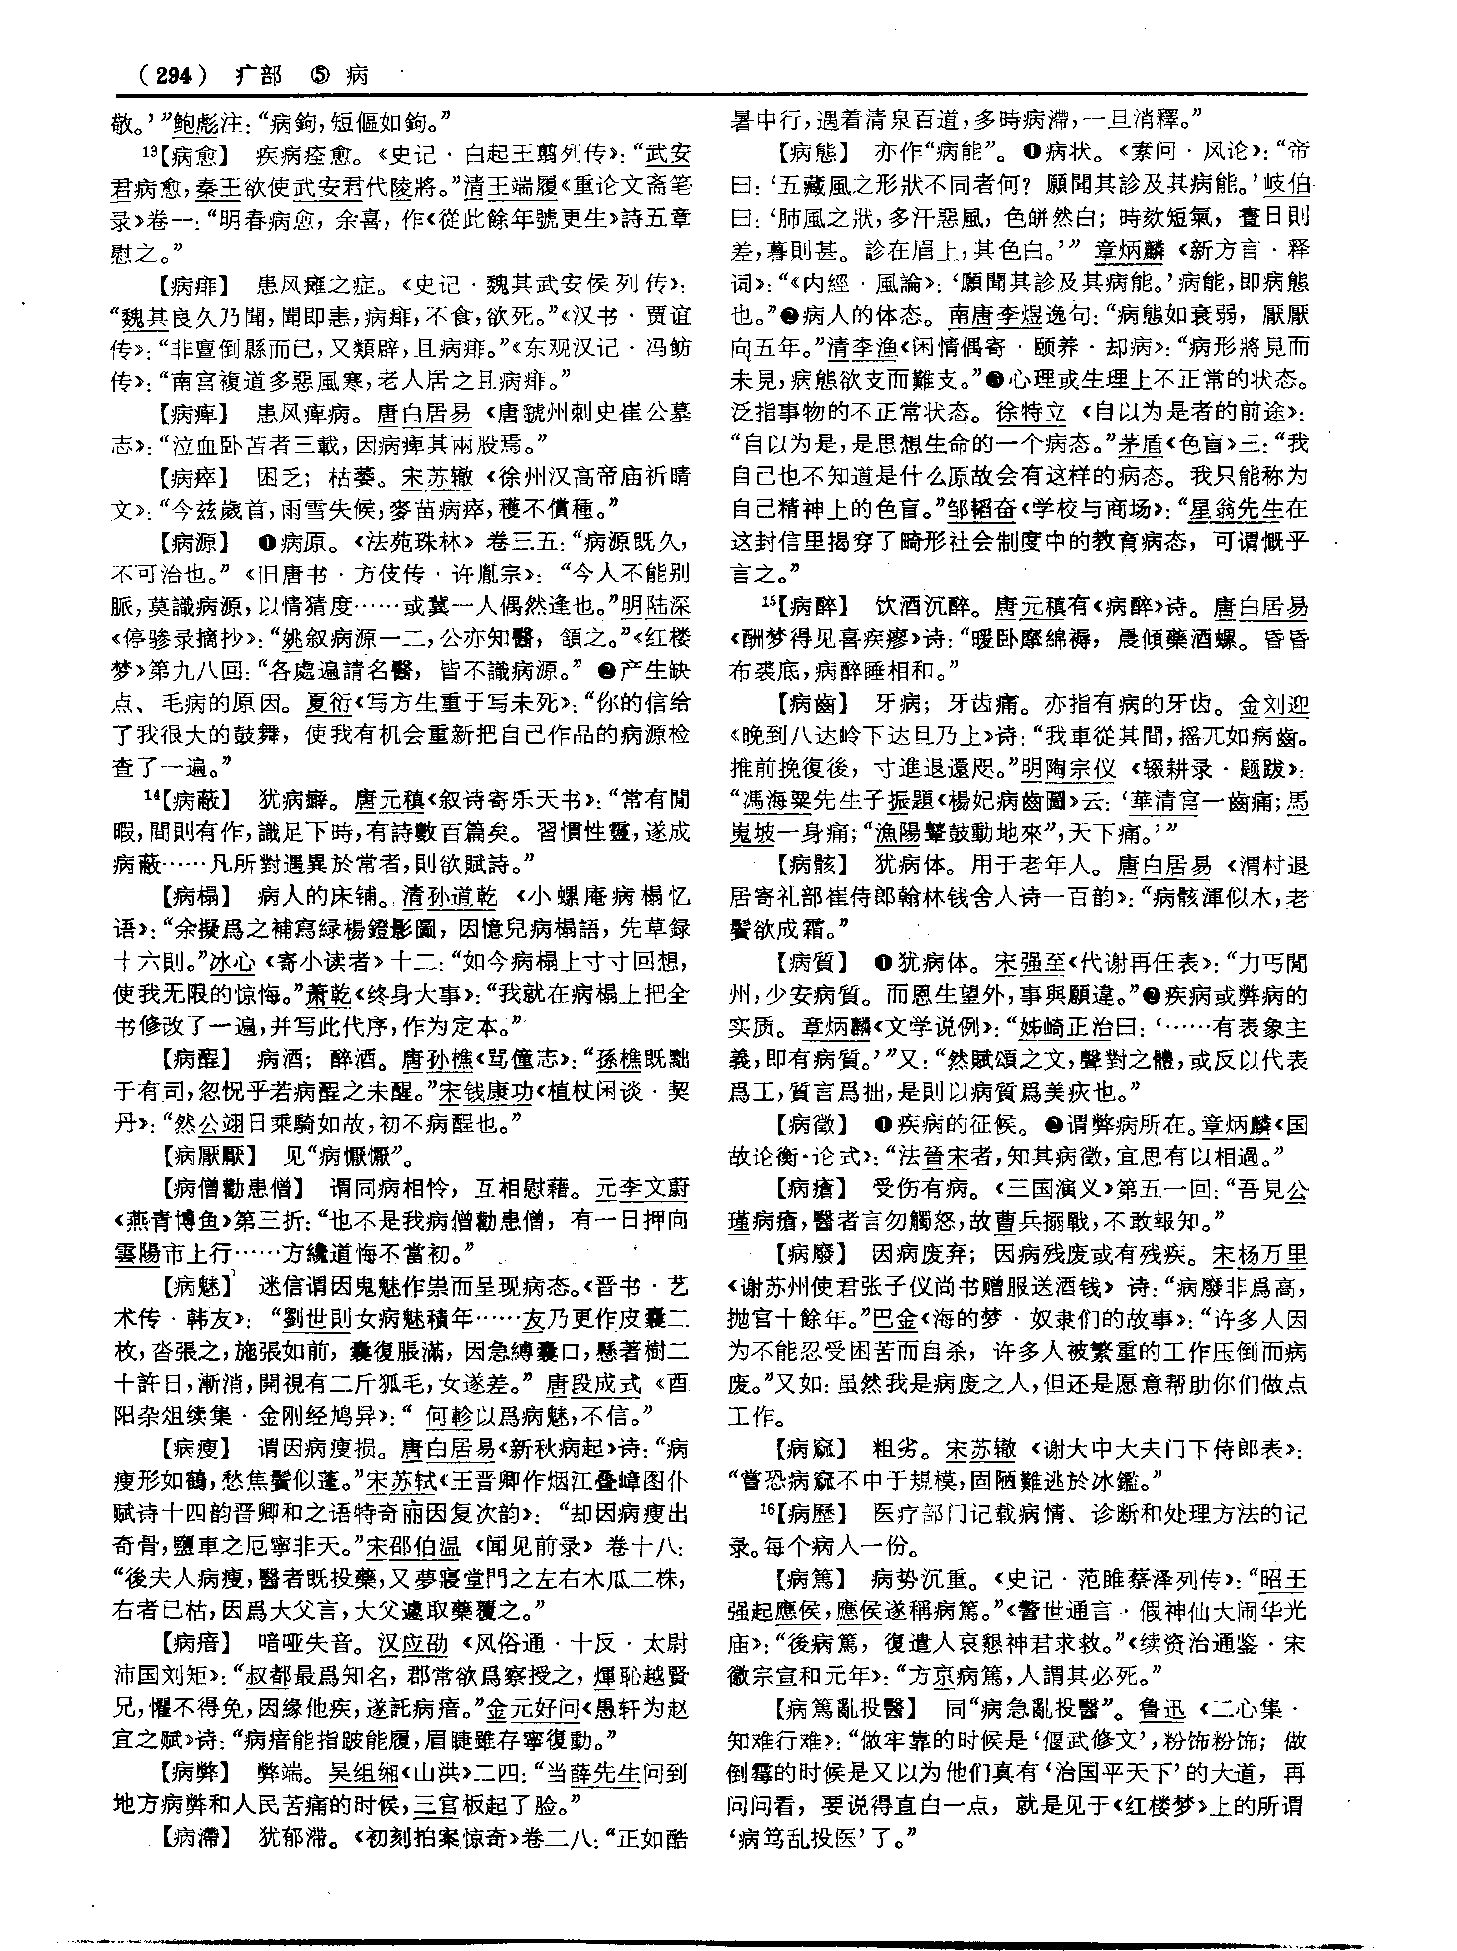 （294） 疒部 ⑤ 病
敬。’”鲍彪注：“病鉤，短傴如鉤。”
¹³【病愈】 疾病痊愈。《史记·白起王翦列传》：“武安
君病愈，秦王欲使武安君代陵將。”清王端履《重论文斋笔
录》卷一：“明春病愈，余喜，作《從此餘年號更生》詩五章
慰之。”
【病痱】 患风瘫之症。《史记·魏其武安侯列传》：
“魏其良久乃聞，聞即恚，病痱，不食，欲死。”《汉书·贾谊
传》：“非亶倒縣而已，又類辟，且病痱。”《东观汉记·冯鲂
传》：“南宫複道多惡風寒，老人居之且病痱。”
【病痺】 患风痺病。唐白居易《唐虢州刺史崔公墓
志》：“泣血卧苫者三載，因病痺其兩股焉。”
【病瘁】 困乏；枯萎。宋苏辙《徐州汉高帝庙祈晴
文》：“今兹歲首，雨雪失候，麥苗病瘁，穫不償種。”
【病源】 ❶病原。《法苑珠林》卷三五：“病源既久，
不可治也。”《旧唐书·方伎传·许胤宗》：“今人不能别
脈，莫識病源，以情猜度……或冀一人偶然逢也。”明陆深
《停骖录摘抄》：“姚叙病源一二，公亦知醫，頷之。”《红楼
梦》第九八回：“各處遍請名醫，皆不識病源。”❷产生缺
点、毛病的原因。夏衍《写方生重于写未死》：“你的信给
了我很大的鼓舞，使我有机会重新把自己作品的病源检
查了一遍。”
¹⁴【病蔽】 犹病癖。唐元稹《叙诗寄乐天书》：“常有閒
暇，間則有作，識足下時，有詩數百篇矣。習慣性靈，遂成
病蔽……凡所對遇異於常者，則欲賦詩。”
【病榻】 病人的床铺。清孙道乾《小螺庵病榻忆
语》：“余擬爲之補寫緑楊鐙影圖，因憶兒病榻語，先草録
十六則。”冰心《寄小读者》十二：“如今病榻上寸寸回想，
使我无限的惊悔。”萧乾《终身大事》：“我就在病榻上把全
书修改了一遍，并写此代序，作为定本。”
【病酲】 病酒；醉酒。唐孙樵《骂僮志》：“孫樵既黜
于有司，忽怳乎若病酲之未醒。”宋钱康功《植杖闲谈·契
丹》：“然公翊日乘騎如故，初不病酲也。”
【病厭厭】 见“病懨懨”。
【病僧勸患僧】 谓同病相怜，互相慰藉。元李文蔚
《燕青博鱼》第三折：“也不是我病僧勸患僧，有一日押向
雲陽市上行……方纔道悔不當初。”
【病魅】 迷信谓因鬼魅作祟而呈现病态。《晋书·艺
术传·韩友》：“劉世則女病魅積年……友乃更作皮囊二
枚，沓張之，施張如前，囊復脹滿，因急縛囊口，懸著樹二
十許日，漸消，開視有二斤狐毛，女遂差。”唐段成式《酉
阳杂俎续集·金刚经鸠异》：“何軫以爲病魅，不信。”
【病瘦】 谓因病瘦损。唐白居易《新秋病起》诗：“病
瘦形如鶴，愁焦鬢似蓬。”宋苏轼《王晋卿作烟江叠嶂图仆
赋诗十四韵晋卿和之语特奇丽因复次韵》：“却因病瘦出
奇骨，鹽車之厄寧非天。”宋邵伯温《闻见前录》卷十八：
“後夫人病瘦，醫者既投藥，又夢寢堂門之左右木瓜二株，
右者已枯，因爲大父言，大父遽取藥覆之。”
【病瘖】 喑哑失音。汉应劭《风俗通·十反·太尉
沛国刘矩》：“叔都最爲知名，郡常欲爲察授之，煇恥越賢
兄，懼不得免，因緣他疾，遂託病瘖。”金元好问《愚轩为赵
宜之赋》诗：“病瘖能指跛能履，眉睫雖存寧復動。”
【病弊】 弊端。吴组缃《山洪》二四：“当薛先生问到
地方病弊和人民苦痛的时候，三官板起了脸。”
【病滯】 犹郁滞。《初刻拍案惊奇》卷二八：“正如酷
暑中行，遇着清泉百道，多時病滯，一旦消釋。”
【病態】 亦作“病能”。❶病状。《素问·风论》：“帝
曰：‘五藏風之形狀不同者何？願聞其診及其病能。’岐伯
曰：‘肺風之狀，多汗惡風，色皏然白；時欬短氣，晝日則
差，暮則甚。診在眉上，其色白。’”章炳麟《新方言·释
词》：“《内經·風論》：‘願聞其診及其病能。’病能，即病態
也。”❷病人的体态。南唐李煜逸句：“病態如衰弱，厭厭
向五年。”清李渔《闲情偶寄·颐养·却病》：“病形將見而
未見，病態欲支而難支。”❸心理或生理上不正常的状态。
泛指事物的不正常状态。徐特立《自以为是者的前途》：
“自以为是，是思想生命的一个病态。”茅盾《色盲》三：“我
自己也不知道是什么原故会有这样的病态。我只能称为
自己精神上的色盲。”邹韬奋《学校与商场》：“星翁先生在
这封信里揭穿了畸形社会制度中的教育病态，可谓慨乎
言之。”
¹⁵【病醉】 饮酒沉醉。唐元稹有《病醉》诗。唐白居易
《酬梦得见喜疾瘳》诗：“暖卧摩綿褥，晨傾藥酒螺。昏昏
布裘底，病醉睡相和。”
【病齒】 牙病；牙齿痛。亦指有病的牙齿。金刘迎
《晚到八达岭下达旦乃上》诗：“我車從其間，摇兀如病齒。
推前挽復後，寸進退還咫。”明陶宗仪《辍耕录·题跋》：
“馮海粟先生子振題《楊妃病齒圖》云：‘華清宫一齒痛；馬
嵬坡一身痛；“漁陽鼙鼓動地來”，天下痛。’”
【病骸】 犹病体。用于老年人。唐白居易《渭村退
居寄礼部崔侍郎翰林钱舍人诗一百韵》：“病骸渾似木，老
鬢欲成霜。”
【病質】 ❶犹病体。宋强至《代谢再任表》：“力丐閒
州，少安病質。而恩生望外，事與願違。”❷疾病或弊病的
实质。章炳麟《文学说例》：“姊崎正治曰：‘……有表象主
義，即有病質。’”又：“然賦頌之文，聲對之體，或反以代表
爲工，質言爲拙，是則以病質爲美疢也。”
【病徵】 ❶疾病的征候。❷谓弊病所在。章炳麟《国
故论衡·论式》：“法晉宋者，知其病徵，宜思有以相過。”
【病瘡】 受伤有病。《三国演义》第五一回：“吾見公
瑾病瘡，醫者言勿觸怒，故曹兵搦戰，不敢報知。”
【病廢】 因病废弃；因病残废或有残疾。宋杨万里
《谢苏州使君张子仪尚书赠服送酒钱》诗：“病廢非爲高，
抛官十餘年。”巴金《海的梦·奴隶们的故事》：“许多人因
为不能忍受困苦而自杀，许多人被繁重的工作压倒而病
废。”又如：虽然我是病废之人，但还是愿意帮助你们做点
工作。
【病窳】 粗劣。宋苏辙《谢大中大夫门下侍郎表》：
“嘗恐病窳不中于規模，固陋難逃於冰鑑。”
¹⁶【病歷】 医疗部门记载病情、诊断和处理方法的记
录。每个病人一份。
【病篤】 病势沉重。《史记·范雎蔡泽列传》：“昭王
强起應侯，應侯遂稱病篤。”《警世通言·假神仙大闹华光
庙》：“後病篤，復遣人哀懇神君求救。”《续资治通鉴·宋
徽宗宣和元年》：“方京病篤，人謂其必死。”
【病篤亂投醫】 同“病急亂投醫”。鲁迅《二心集·
知难行难》：“做牢靠的时候是‘偃武修文’，粉饰粉饰；做
倒霉的时候是又以为他们真有‘治国平天下’的大道，再
问问看，要说得直白一点，就是见于《红楼梦》上的所谓
‘病笃乱投医’了。”